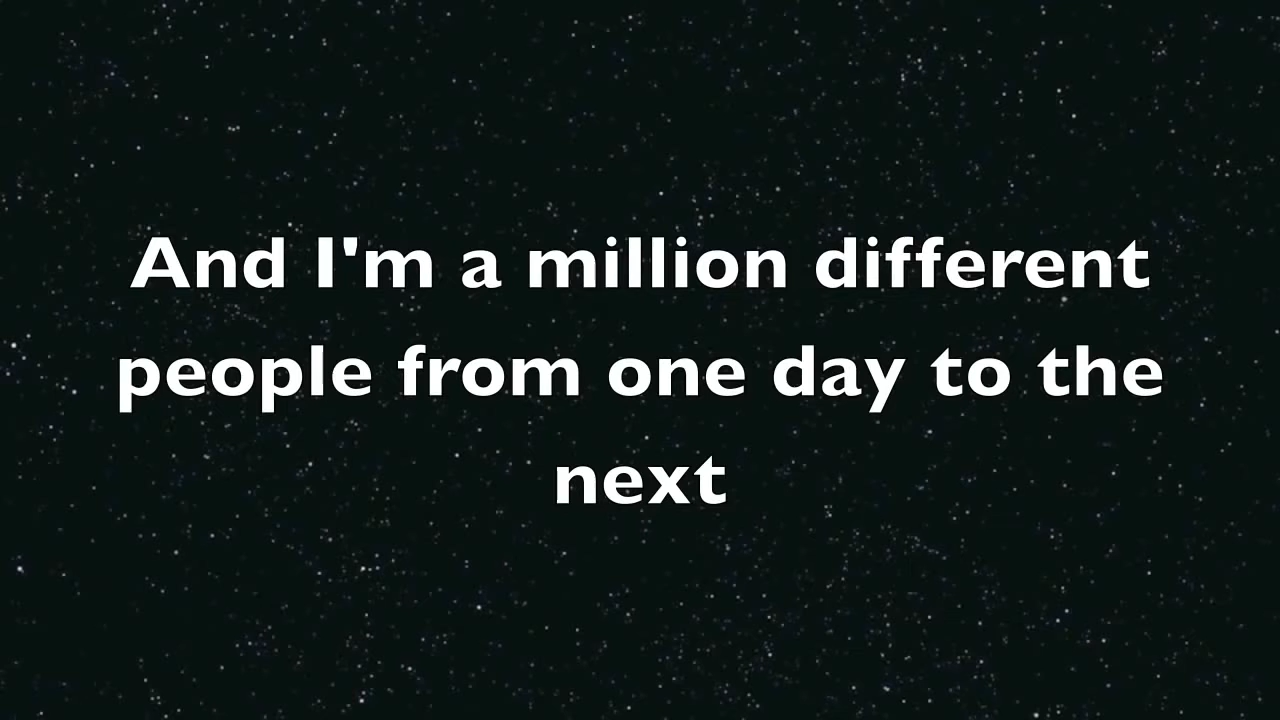 And I'm a million different
people from one day to the
next